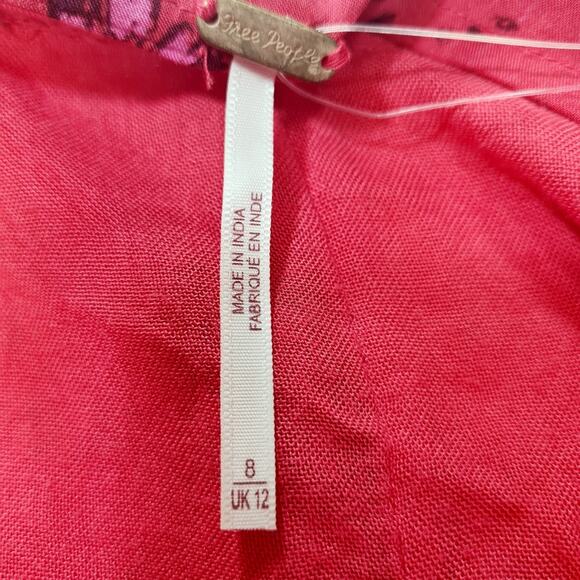 Free People
MADE IN INDIA
FABRIQUÉ EN INDE
8
UK 12